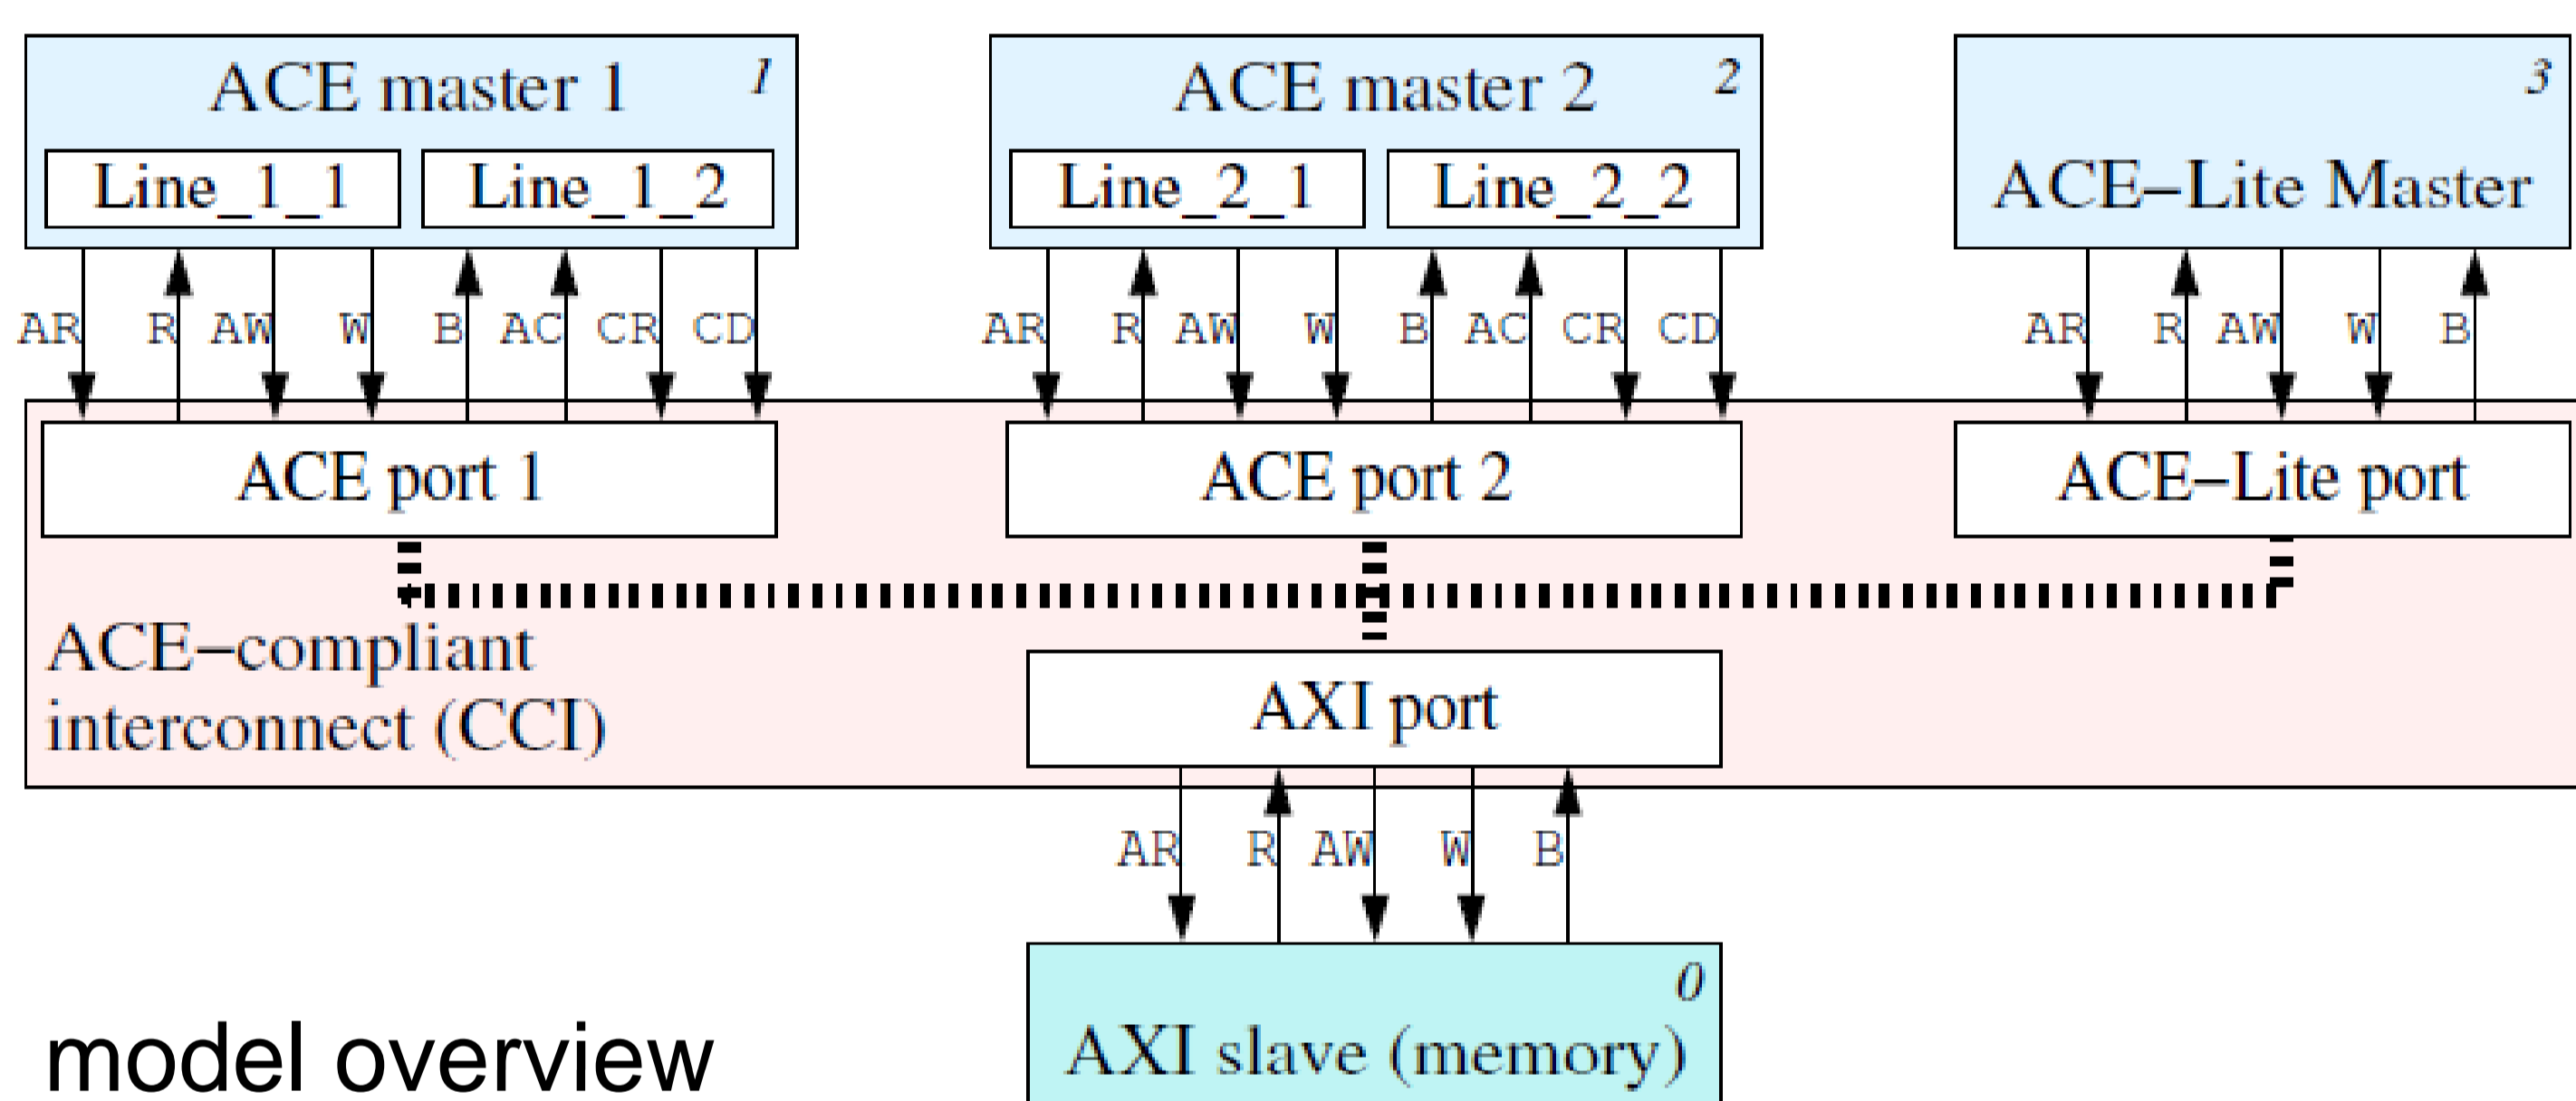 ACE master 1 1
Line_1_1 Line_1_2
ACE master 2 2
Line_2_1 Line_2_2
3
ACE–Lite Master
AR R AW W B AC CR CD
AR R AW W B AC CR CD
AR R AW W B
ACE port 1
ACE port 2
ACE–Lite port
ACE–compliant
interconnect (CCI)
AXI port
AR R AW W B
0
AXI slave (memory)
model overview